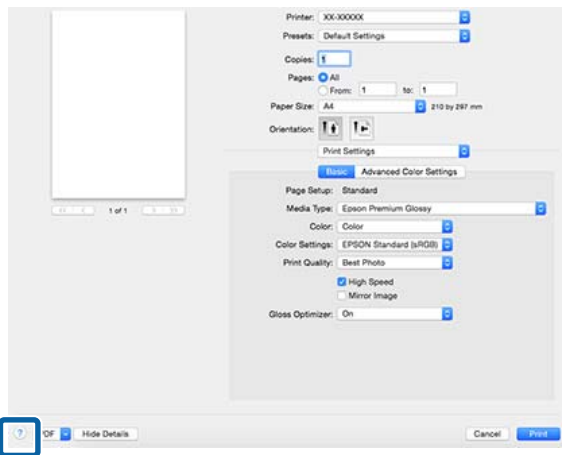 Printer: XX-XXXXX
Presets: Default Settings
Copies: 1
Pages: All
From: 1 to: 1
Paper Size: A4 210 by 297 mm
Orientation:
Print Settings
Basic Advanced Color Settings
Page Setup: Standard
Media Type: Epson Premium Glossy
1 of 1
Color: Color
Color Settings: EPSON Standard (sRGB)
Print Quality: Best Photo
High Speed
Mirror Image
Gloss Optimizer: On
? DF Hide Details Cancel Print